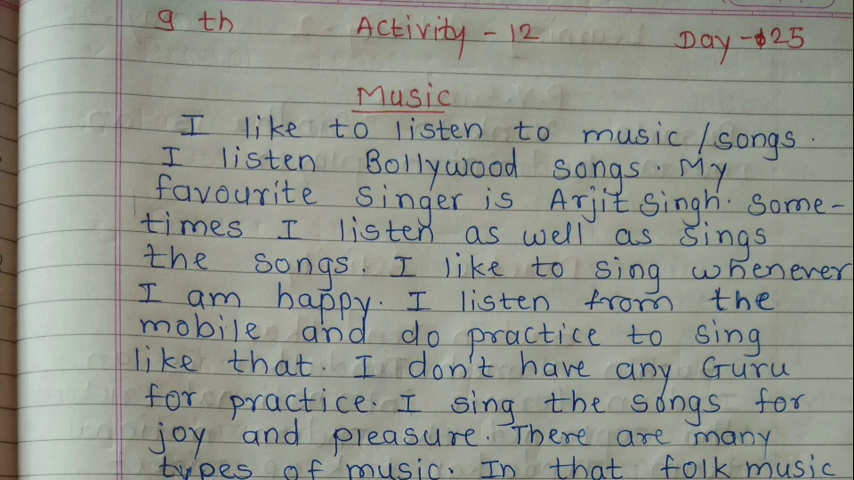 9 th Activity - 12 Day - 25
Music
I like to listen to music / songs.
I listen Bollywood songs. My
favourite singer is Arjit Singh. Some-
times I listen as well as sings
the songs. I like to sing whenever
I am happy. I listen from the
mobile and do practice to sing
like that. I don't have any Guru
for practice. I sing the songs for
joy and pleasure. There are many
types of music. In that folk music